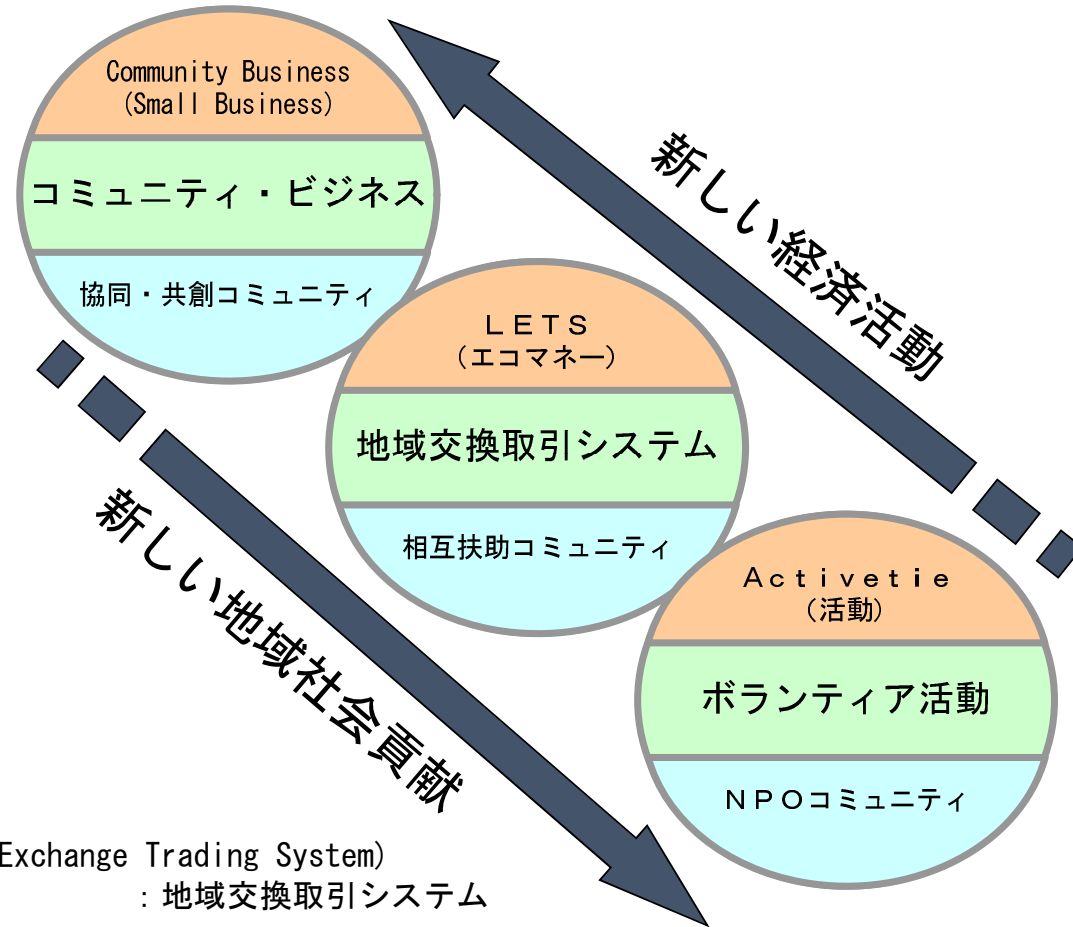 Community Business
(Small Business)
コミュニティ・ビジネス
協同・共創コミュニティ
新しい経済活動
ＬＥＴＳ
（エコマネー）
地域交換取引システム
相互扶助コミュニティ
新しい地域社会貢献
Ａｃｔｉｖｅｔｉｅ
（活動）
ボランティア活動
ＮＰＯコミュニティ
Exchange Trading System)
：地域交換取引システム